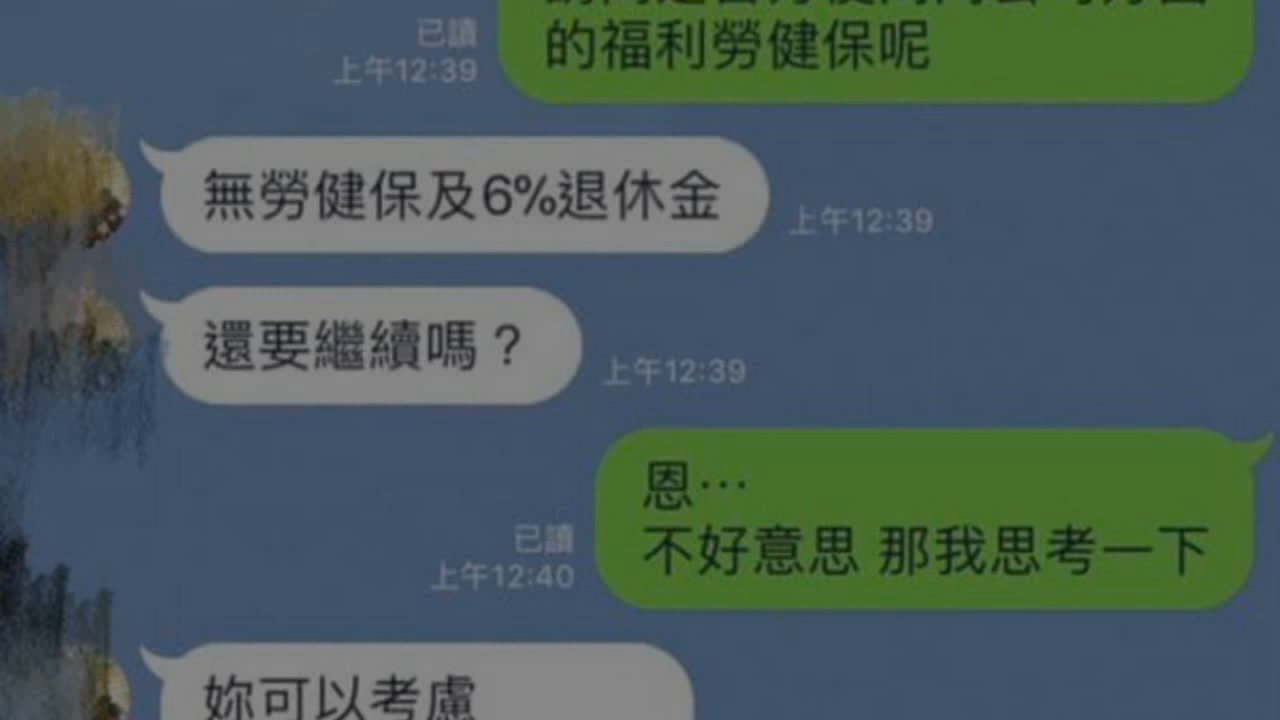 的福利勞健保呢
已讀
上午12:39
無勞健保及6%退休金
上午12:39
還要繼續嗎？
上午12:39
恩…
不好意思 那我思考一下
已讀
上午12:40
妳可以考慮